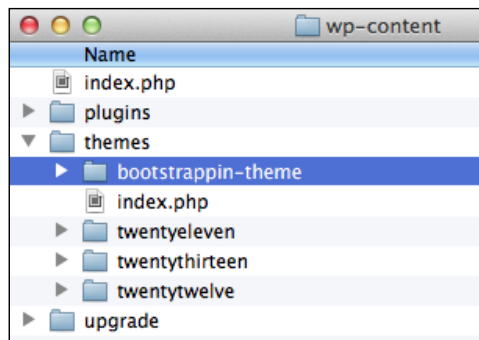 wp-content
Name
index.php
plugins
themes
bootstrappin-theme
index.php
twentyeleven
twentythirteen
twentytwelve
upgrade